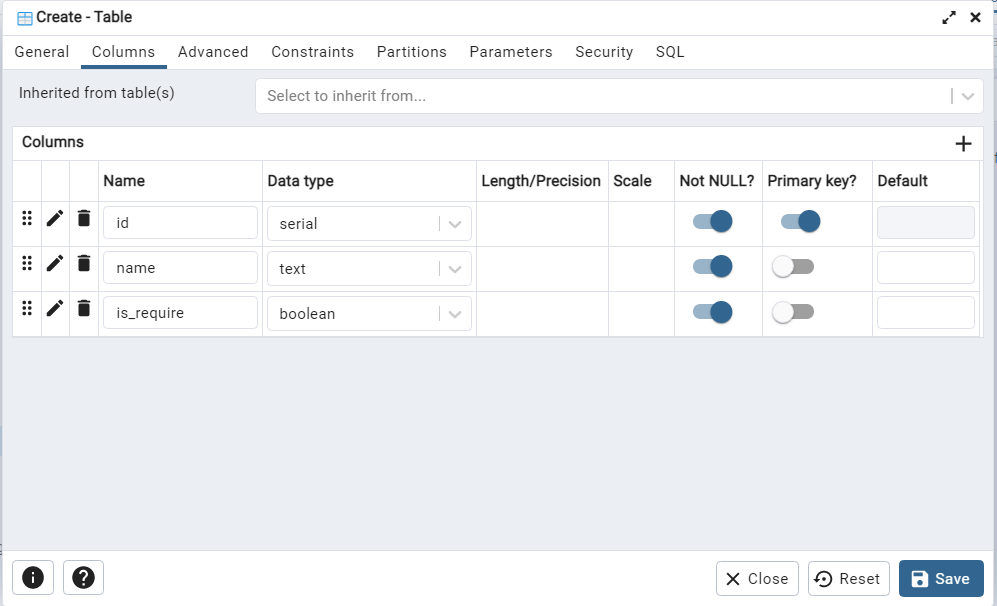 Create - Table
General Columns Advanced Constraints Partitions Parameters Security SQL
Inherited from table(s) Select to inherit from...
Columns
Name Data type Length/Precision Scale Not NULL? Primary key? Default
id serial
name text
is_require boolean
Close Reset Save